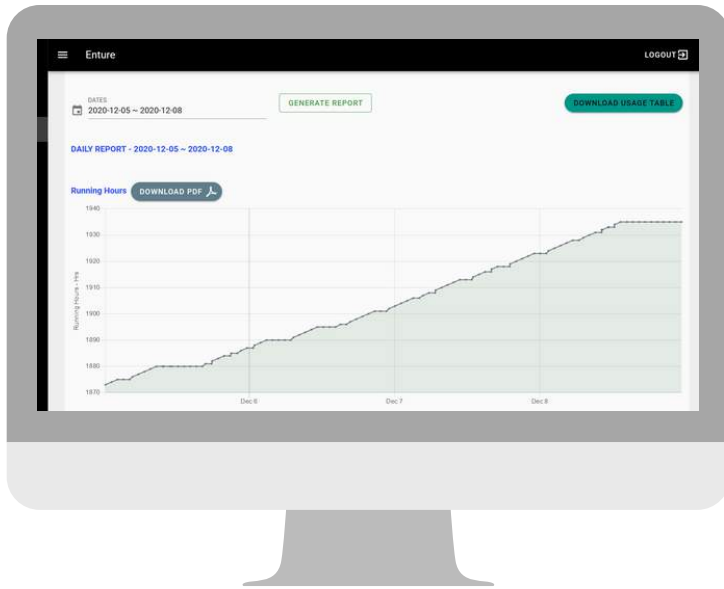 Enture
LOGOUT
DATES
2020-12-05 ~ 2020-12-08
GENERATE REPORT
DOWNLOAD USAGE TABLE
DAILY REPORT - 2020-12-05 ~ 2020-12-08
Running Hours
DOWNLOAD PDF
1940
1930
1920
1910
1900
1890
1880
1870
Running Hours - Hrs
Dec 6
Dec 7
Dec 8